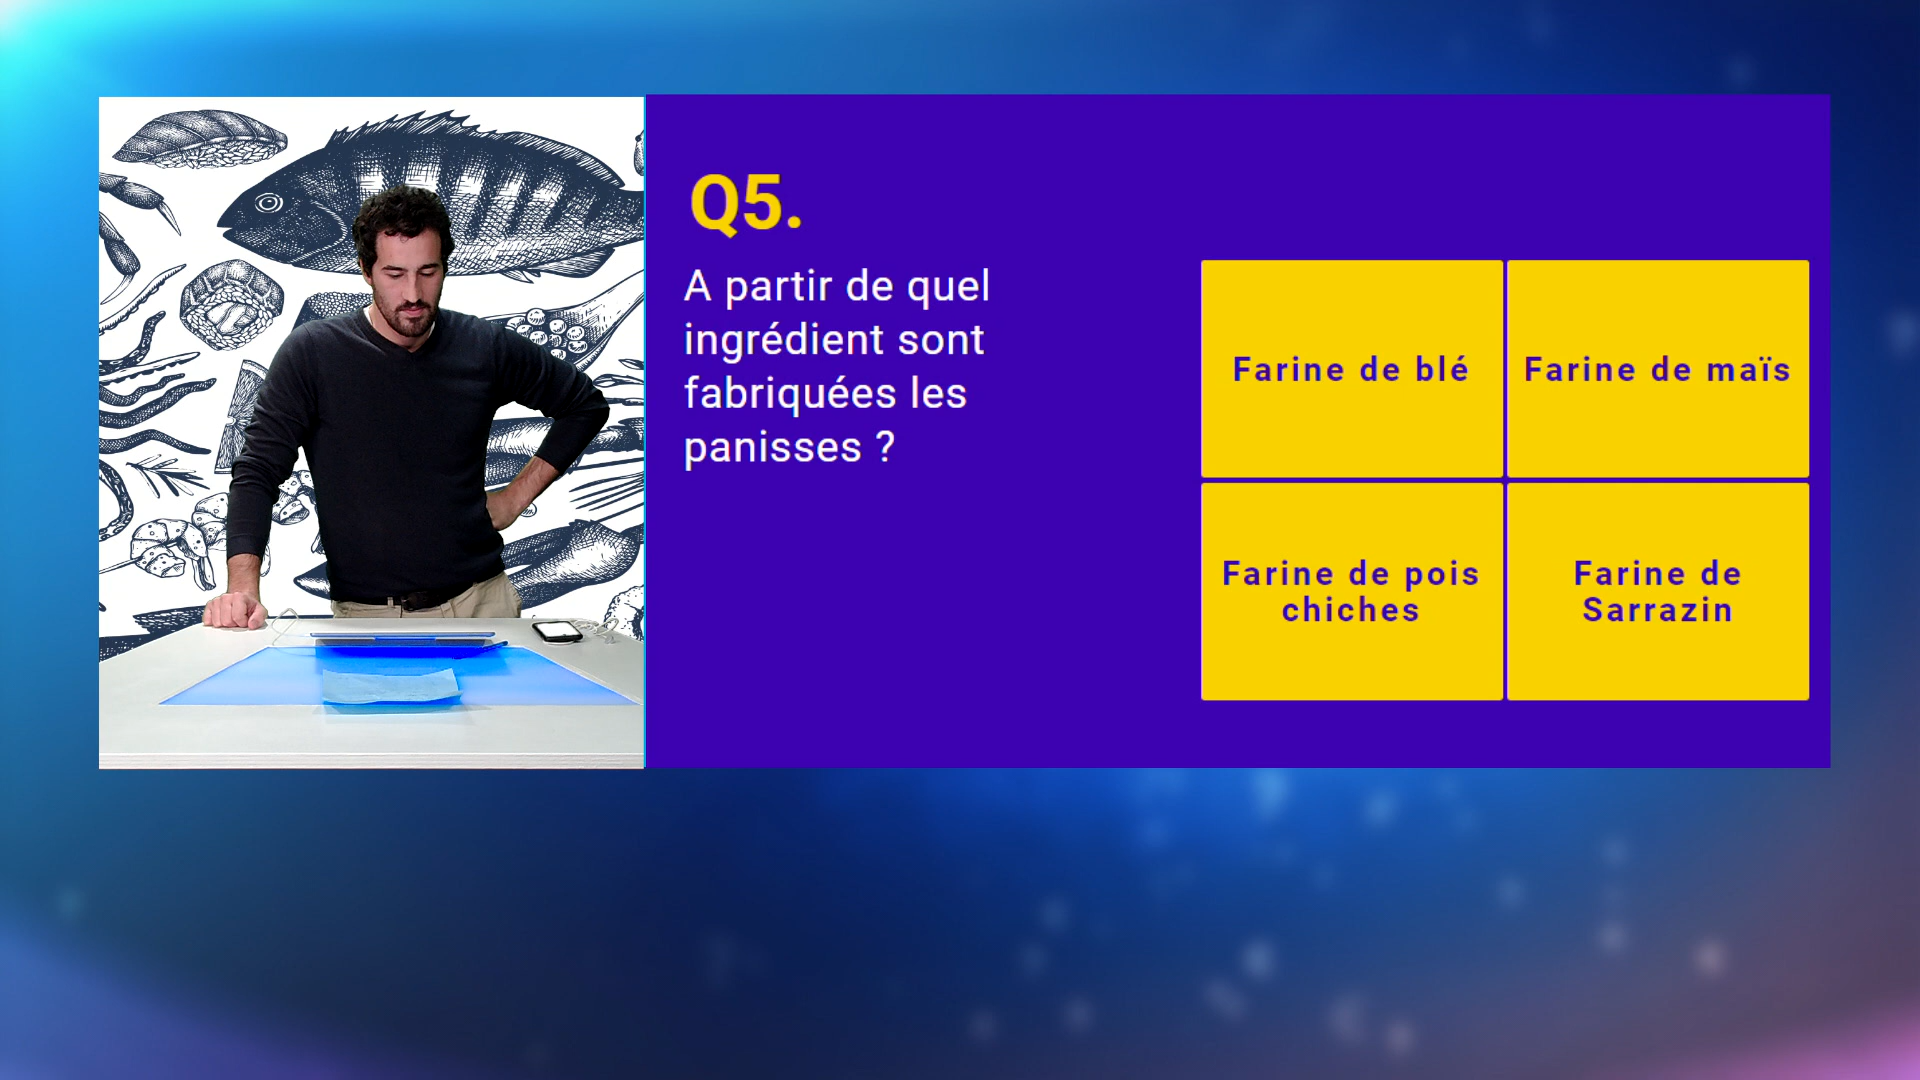 Q5.
A partir de quel
ingrédient sont
fabriquées les
panisses ?
Farine de blé
Farine de maïs
Farine de pois
chiches
Farine de
Sarrazin